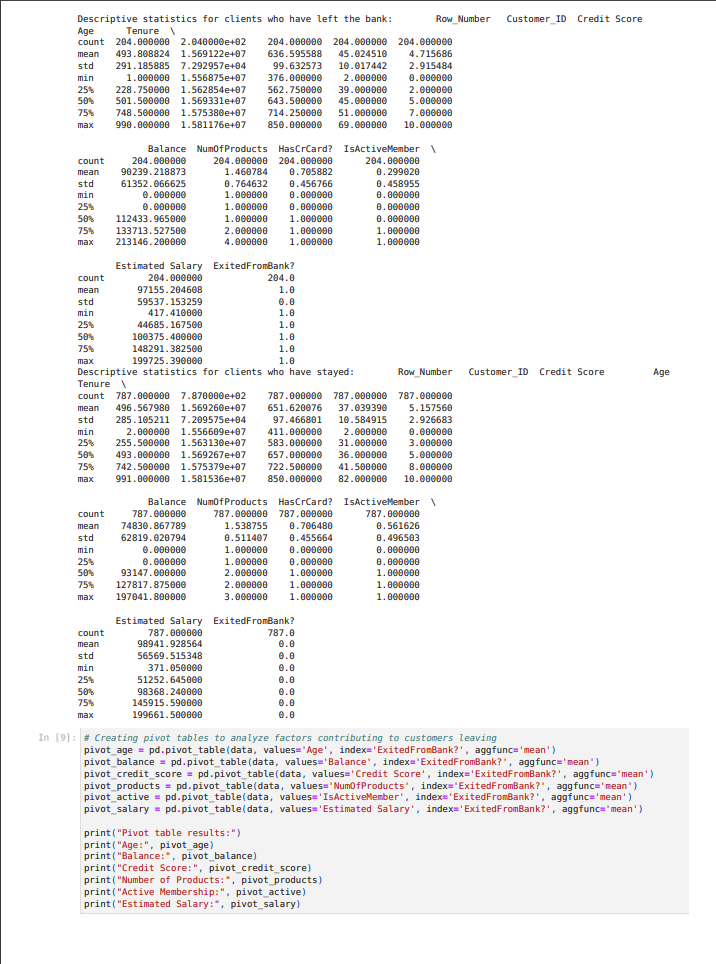 Descriptive statistics for clients who have left the bank:        Row_Number   Customer_ID  Credit Score
Age      Tenure  \
count  204.000000  2.040000e+02    204.000000  204.000000  204.000000
mean   493.808824  1.569122e+07    636.595588   45.024510    4.715686
std    291.185885  7.292957e+04     99.632573   10.017442    2.915484
min      1.000000  1.556875e+07    376.000000    2.000000    0.000000
25%    228.750000  1.562854e+07    562.750000   39.000000    2.000000
50%    501.500000  1.569331e+07    643.500000   45.000000    5.000000
75%    748.500000  1.575380e+07    714.250000   51.000000    7.000000
max    990.000000  1.581176e+07    850.000000   69.000000   10.000000
Balance  NumOfProducts  HasCrCard?  IsActiveMember  \
count     204.000000     204.000000  204.000000      204.000000
mean    90239.218873       1.460784    0.705882        0.299020
std     61352.066625       0.764632    0.456766        0.458955
min         0.000000       1.000000    0.000000        0.000000
25%         0.000000       1.000000    0.000000        0.000000
50%    112433.965000       1.000000    1.000000        0.000000
75%    133713.527500       2.000000    1.000000        1.000000
max    213146.200000       4.000000    1.000000        1.000000
Estimated Salary  ExitedFromBank?
count        204.000000            204.0
mean       97155.204608              1.0
std        59537.153259              0.0
min          417.410000              1.0
25%        44685.167500              1.0
50%       100375.400000              1.0
75%       148291.382500              1.0
max       199725.390000              1.0
Descriptive statistics for clients who have stayed:        Row_Number   Customer_ID  Credit Score         Age
Tenure  \
count  787.000000  7.870000e+02    787.000000  787.000000  787.000000
mean   496.567980  1.569260e+07    651.620076   37.039390    5.157560
std    285.105211  7.209575e+04     97.466801   10.584915    2.926683
min      2.000000  1.556609e+07    411.000000    2.000000    0.000000
25%    255.500000  1.563130e+07    583.000000   31.000000    3.000000
50%    493.000000  1.569267e+07    657.000000   36.000000    5.000000
75%    742.500000  1.575379e+07    722.500000   41.500000    8.000000
max    991.000000  1.581536e+07    850.000000   82.000000   10.000000
Balance  NumOfProducts  HasCrCard?  IsActiveMember  \
count     787.000000     787.000000  787.000000      787.000000
mean    74830.867789       1.538755    0.706480        0.561626
std     62819.020794       0.511407    0.455664        0.496503
min         0.000000       1.000000    0.000000        0.000000
25%         0.000000       1.000000    0.000000        0.000000
50%     93147.000000       2.000000    1.000000        1.000000
75%    127817.875000       2.000000    1.000000        1.000000
max    197041.800000       3.000000    1.000000        1.000000
Estimated Salary  ExitedFromBank?
count        787.000000            787.0
mean       98941.928564              0.0
std        56569.515348              0.0
min          371.050000              0.0
25%        51252.645000              0.0
50%        98368.240000              0.0
75%       145915.590000              0.0
max       199661.500000              0.0
In [9]: # Creating pivot tables to analyze factors contributing to customers leaving
pivot_age = pd.pivot_table(data, values='Age', index='ExitedFromBank?', aggfunc='mean')
pivot_balance = pd.pivot_table(data, values='Balance', index='ExitedFromBank?', aggfunc='mean')
pivot_credit_score = pd.pivot_table(data, values='Credit Score', index='ExitedFromBank?', aggfunc='mean')
pivot_products = pd.pivot_table(data, values='NumOfProducts', index='ExitedFromBank?', aggfunc='mean')
pivot_active = pd.pivot_table(data, values='IsActiveMember', index='ExitedFromBank?', aggfunc='mean')
pivot_salary = pd.pivot_table(data, values='Estimated Salary', index='ExitedFromBank?', aggfunc='mean')
print("Pivot table results:")
print("Age:", pivot_age)
print("Balance:", pivot_balance)
print("Credit Score:", pivot_credit_score)
print("Number of Products:", pivot_products)
print("Active Membership:", pivot_active)
print("Estimated Salary:", pivot_salary)